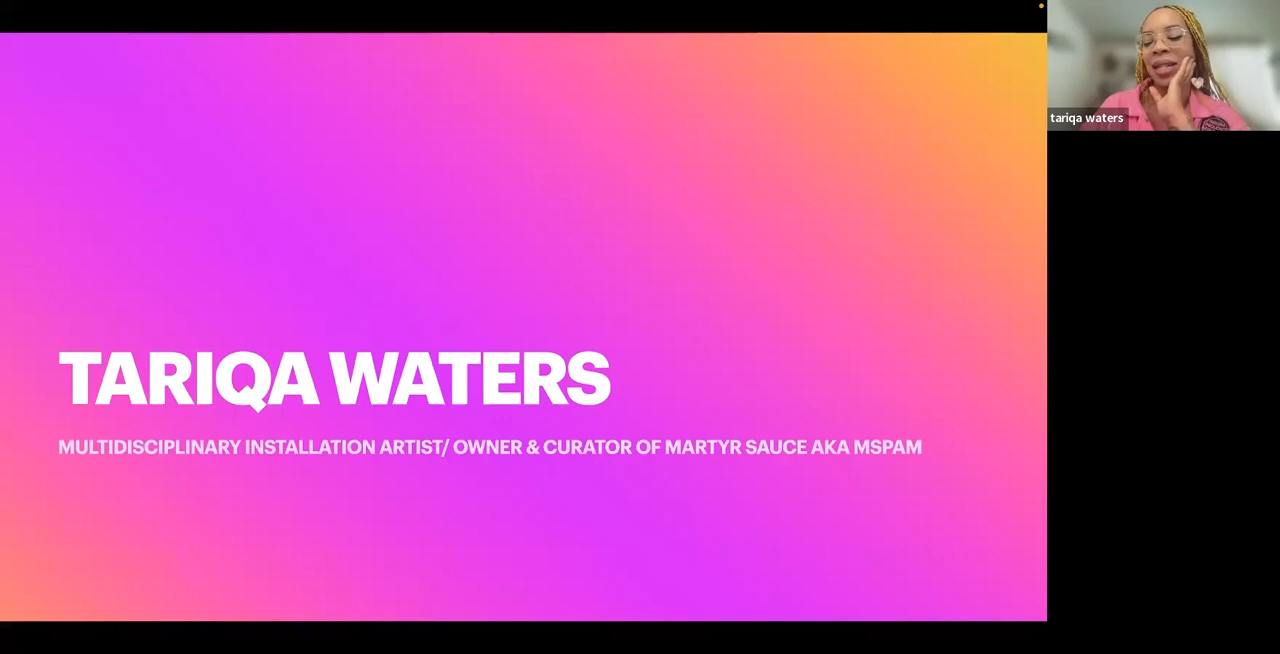 tariqa waters
TARIQA WATERS
MULTIDISCIPLINARY INSTALLATION ARTIST/ OWNER & CURATOR OF MARTYR SAUCE AKA MSPAM